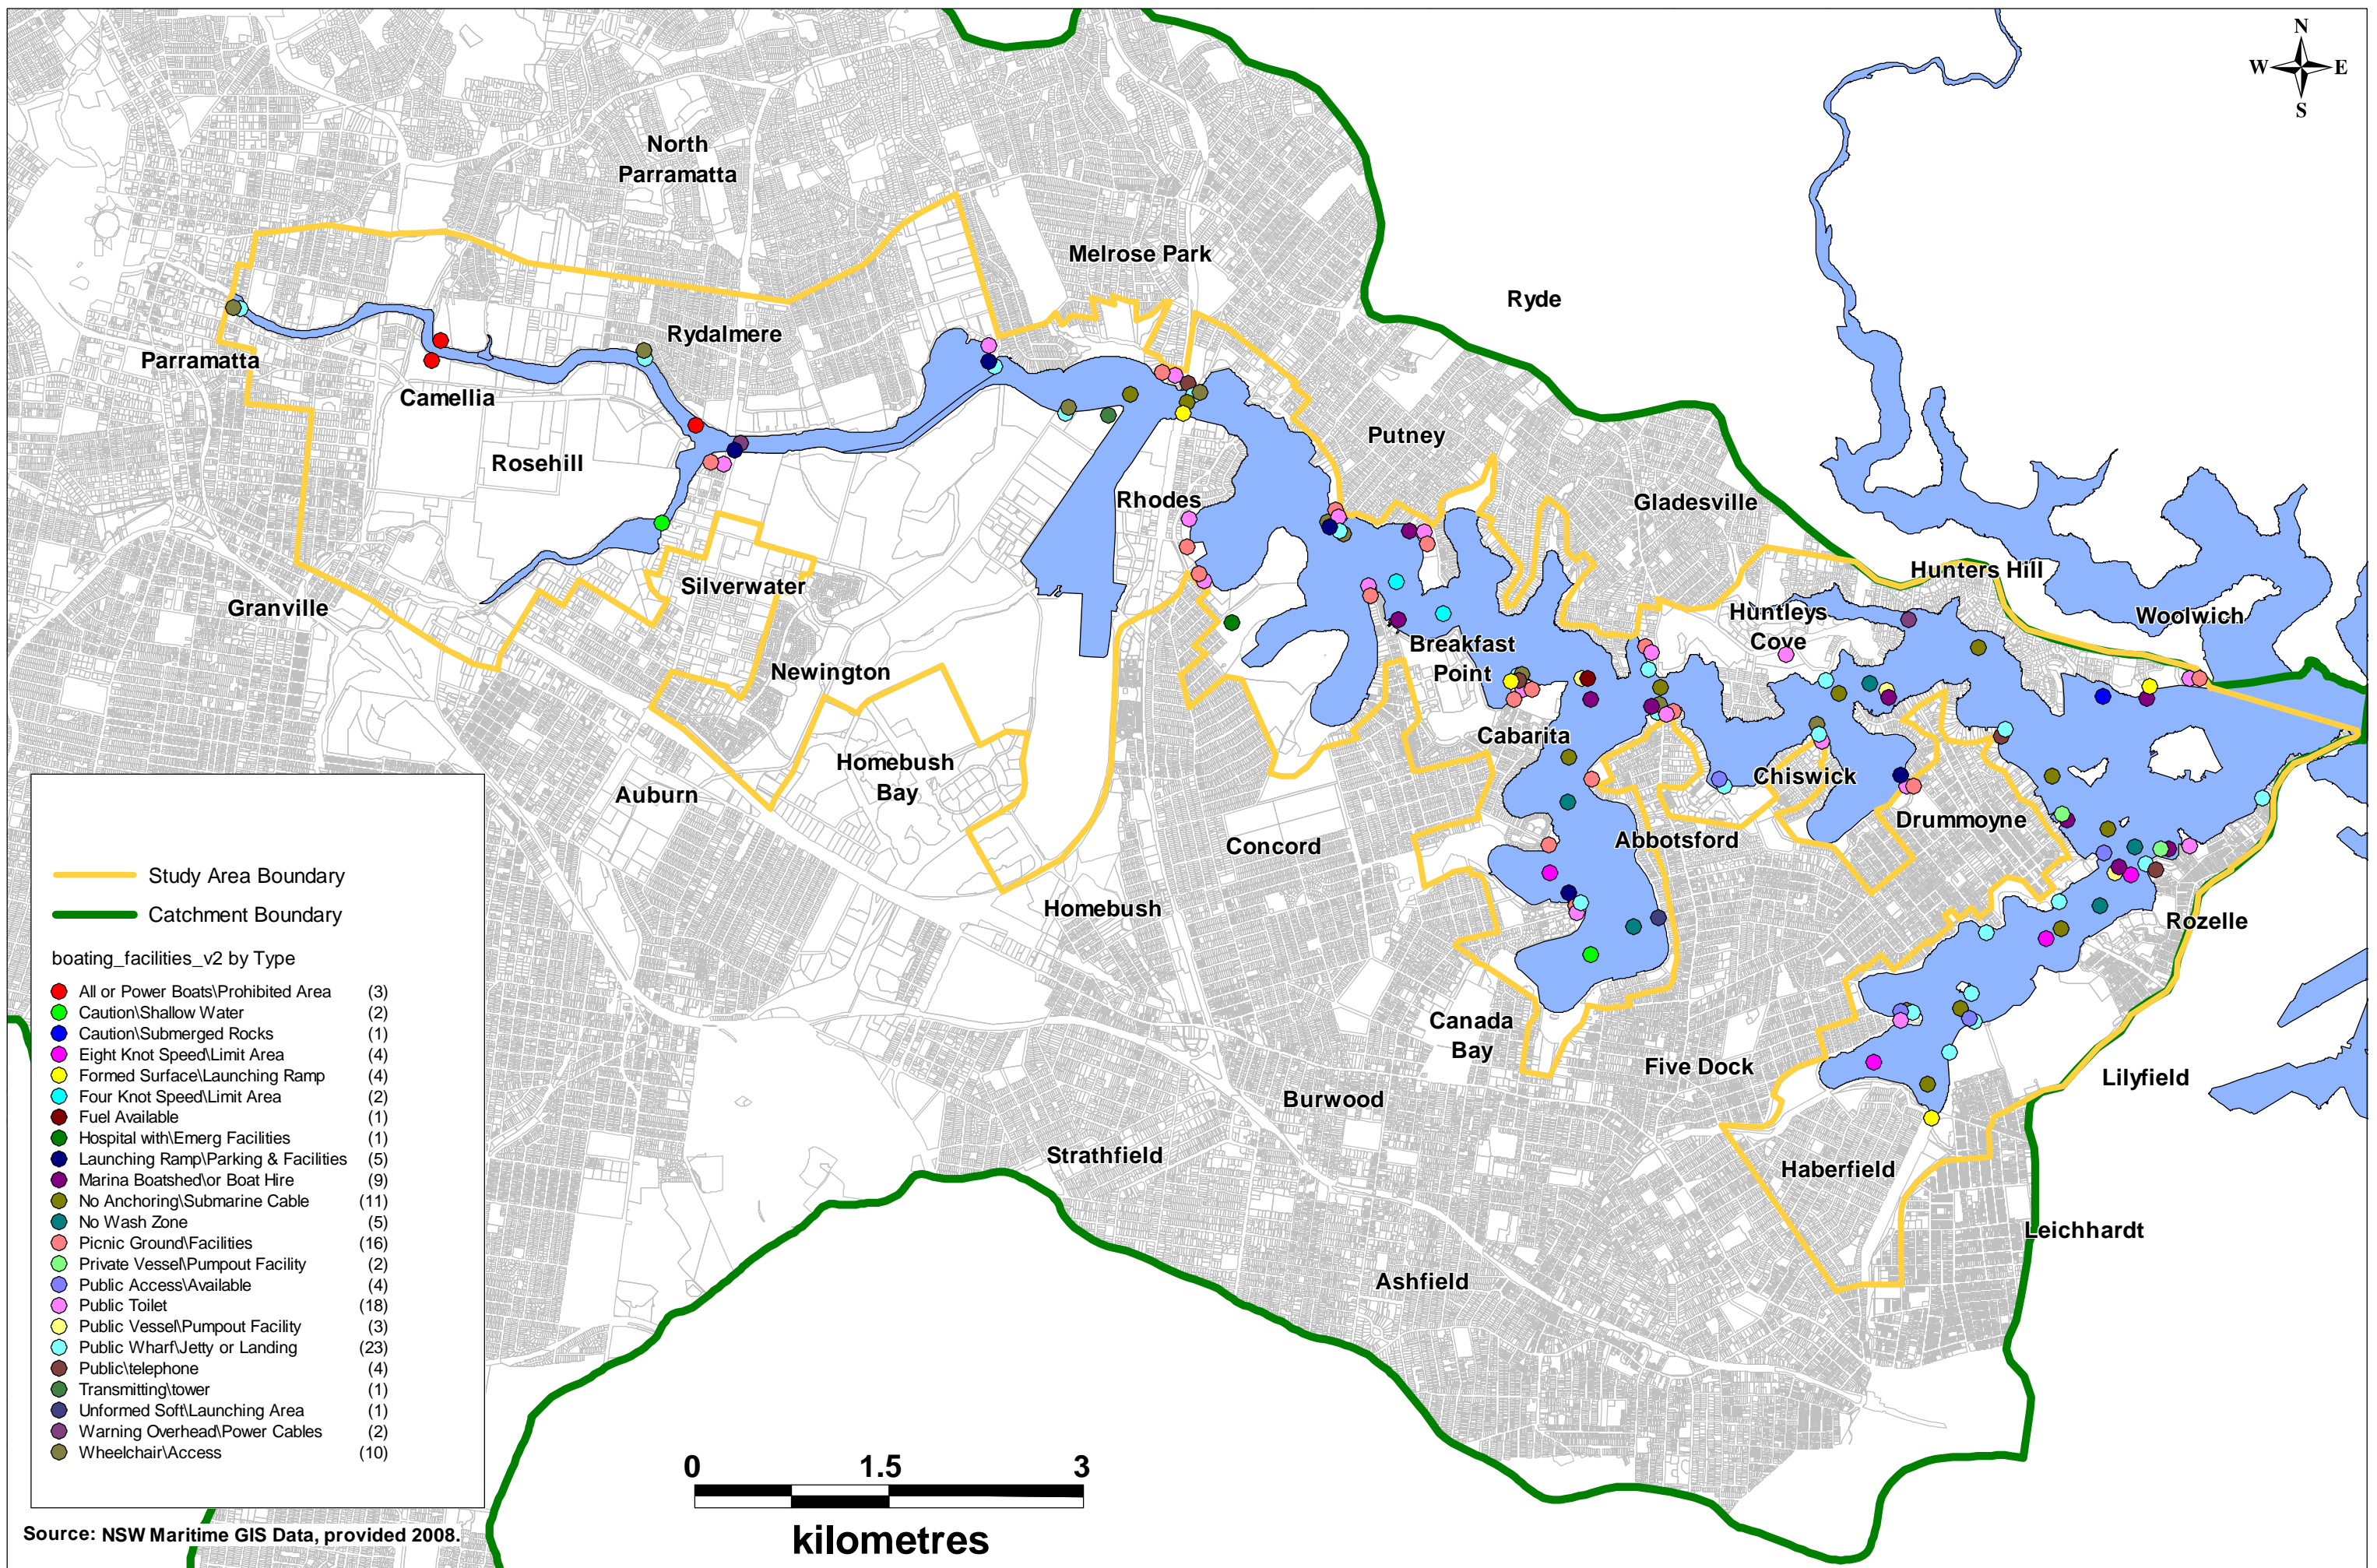 N
W E
S
North
Parramatta
Melrose Park
Ryde
Rydalmere
Parramatta
Camellia
Putney
Rosehill
Rhodes
Gladesville
Hunters Hill
Silverwater
Granville
Huntleys
Cove
Woolwich
Breakfast
Point
Newington
Cabarita
Homebush
Bay
Chiswick
Auburn
Drummoyne
Concord
Abbotsford
Homebush
Rozelle
Canada
Bay
Five Dock
Lilyfield
Burwood
Strathfield
Haberfield
Leichhardt
Ashfield
Study Area Boundary
Catchment Boundary
boating_facilities_v2 by Type
All or Power Boats\Prohibited Area (3)
Caution\Shallow Water (2)
Caution\Submerged Rocks (1)
Eight Knot Speed\Limit Area (4)
Formed Surface\Launching Ramp (4)
Four Knot Speed\Limit Area (2)
Fuel Available (1)
Hospital with\Emerg Facilities (1)
Launching Ramp\Parking & Facilities (5)
Marina Boatshed\or Boat Hire (9)
No Anchoring\Submarine Cable (11)
No Wash Zone (5)
Picnic Ground\Facilities (16)
Private Vessel\Pumpout Facility (2)
Public Access\Available (4)
Public Toilet (18)
Public Vessel\Pumpout Facility (3)
Public Wharf\Jetty or Landing (23)
Public\telephone (4)
Transmitting\tower (1)
Unformed Soft\Launching Area (1)
Warning Overhead\Power Cables (2)
Wheelchair\Access (10)
0 1.5 3
kilometres
Source: NSW Maritime GIS Data, provided 2008.